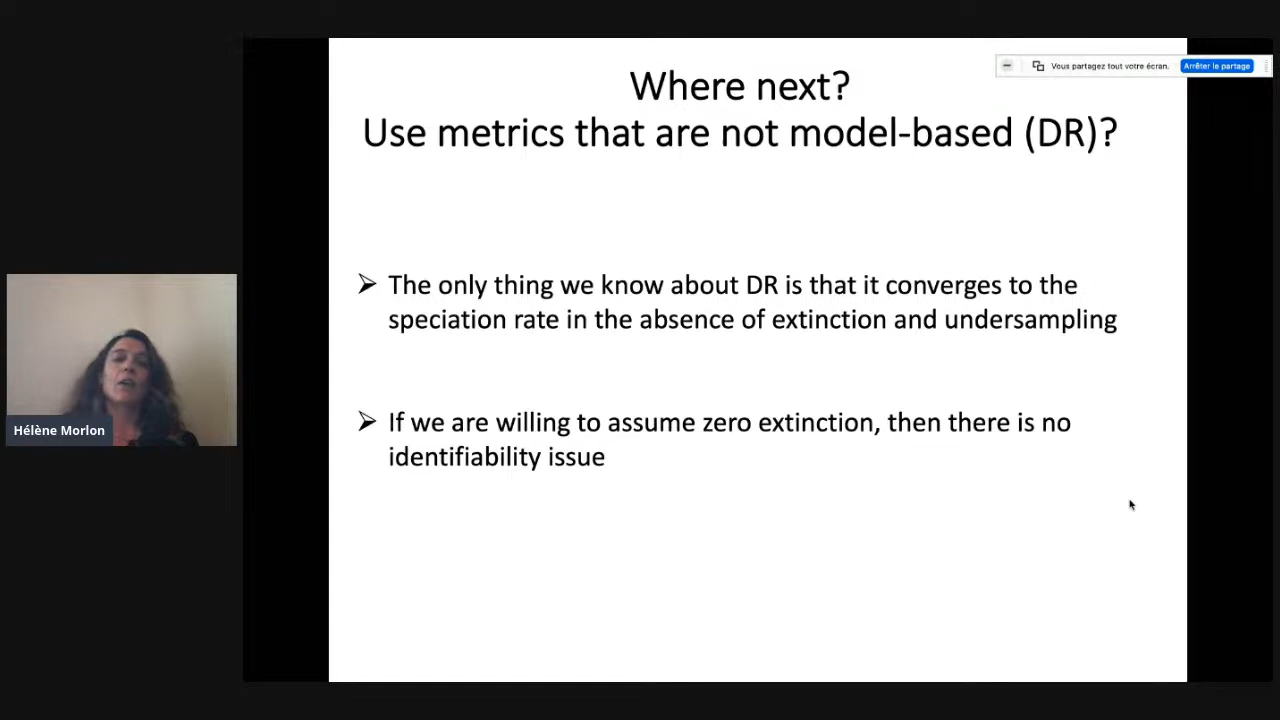 Where next?
Use metrics that are not model-based (DR)?
Vous partagez tout votre écran.
Arrêter le partage
➢ The only thing we know about DR is that it converges to the
speciation rate in the absence of extinction and undersampling
➢ If we are willing to assume zero extinction, then there is no
identifiability issue
Hélène Morlon